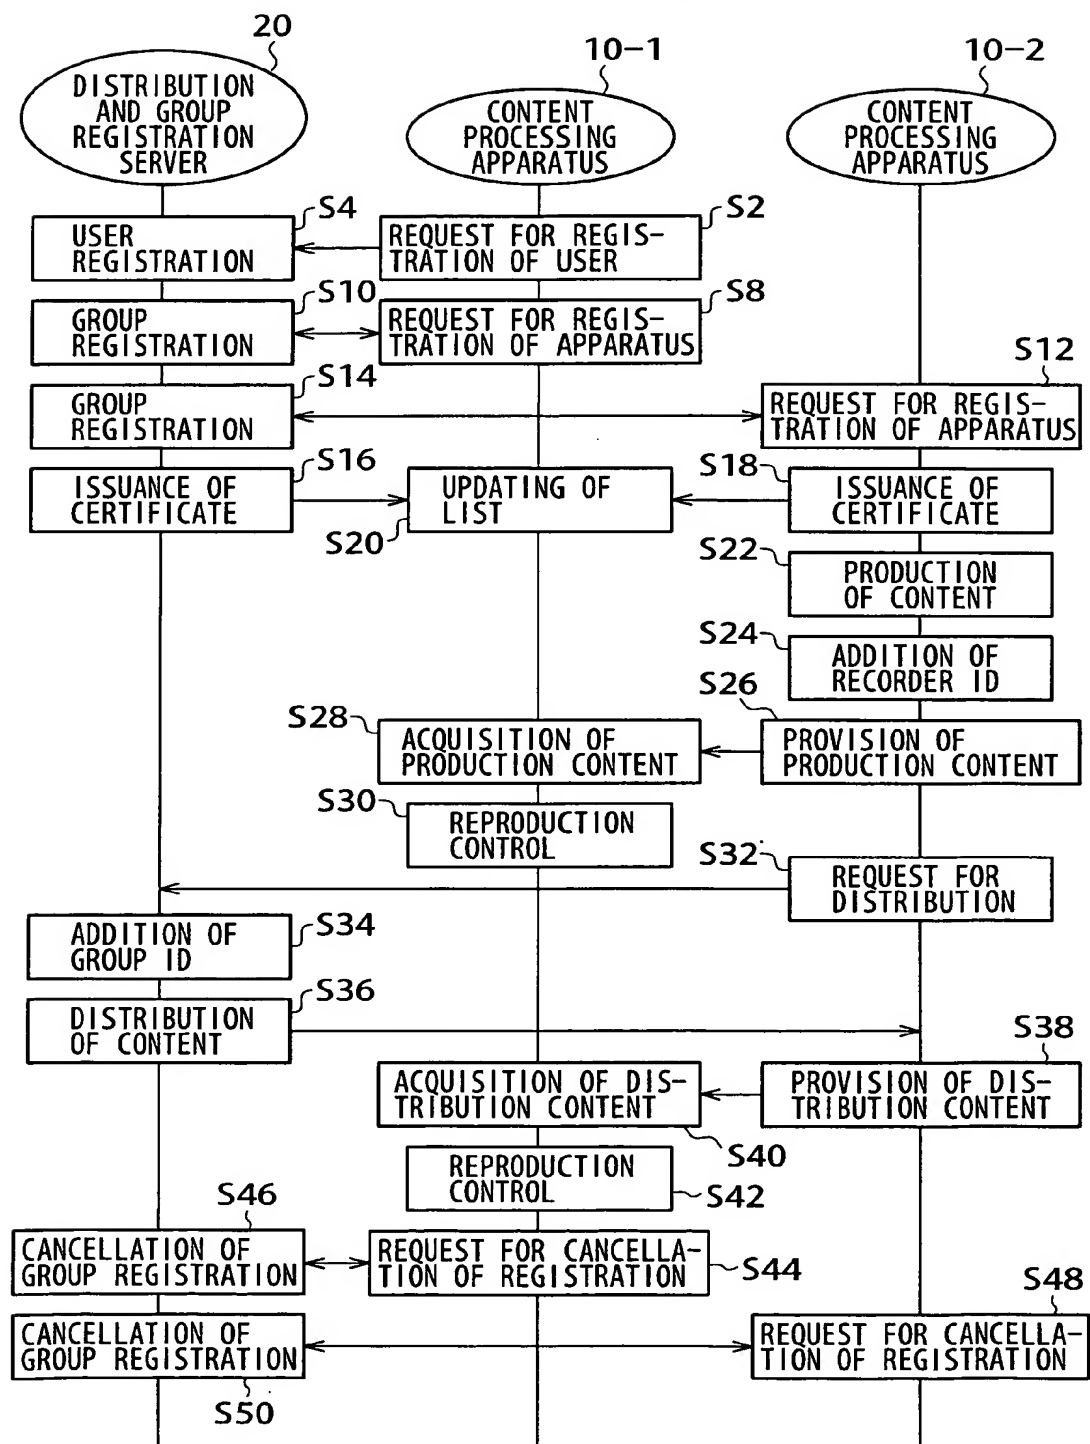 20
10-1
10-2
DISTRIBUTION
AND GROUP
REGISTRATION
SERVER
CONTENT
PROCESSING
APPARATUS
CONTENT
PROCESSING
APPARATUS
S4
USER
REGISTRATION
S2
REQUEST FOR REGIS-
TRATION OF USER
S10
GROUP
REGISTRATION
S8
REQUEST FOR REGIS-
TRATION OF APPARATUS
S14
GROUP
REGISTRATION
S12
REQUEST FOR REGIS-
TRATION OF APPARATUS
S16
ISSUANCE OF
CERTIFICATE
UPDATING OF
LIST
S20
S18
ISSUANCE OF
CERTIFICATE
S22
PRODUCTION
OF CONTENT
S24
ADDITION OF
RECORDER ID
S28
ACQUISITION OF
PRODUCTION CONTENT
S26
PROVISION OF
PRODUCTION CONTENT
S30
REPRODUCTION
CONTROL
S32
REQUEST FOR
DISTRIBUTION
S34
ADDITION OF
GROUP ID
S36
DISTRIBUTION
OF CONTENT
S38
PROVISION OF DIS-
TRIBUTION CONTENT
ACQUISITION OF DIS-
TRIBUTION CONTENT
S40
REPRODUCTION
CONTROL
S42
S46
CANCELLATION OF
GROUP REGISTRATION
REQUEST FOR CANCELLA-
TION OF REGISTRATION
S44
S48
CANCELLATION OF
GROUP REGISTRATION
S50
REQUEST FOR CANCELLA-
TION OF REGISTRATION